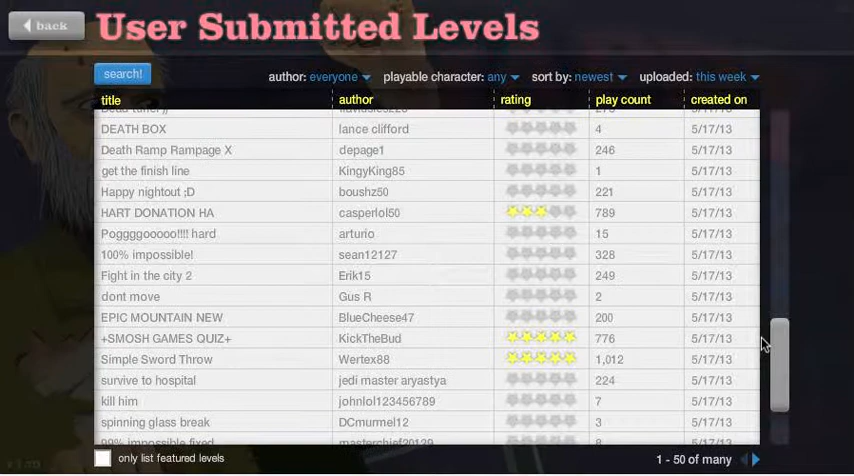 back User Submitted Levels
search! author: everyone playable character: any sort by: newest uploaded: this week
title author rating play count created on
DEATH BOX lance clifford 4 5/17/13
Death Ramp Rampage X depage1 246 5/17/13
get the finish line KingyKing85 1 5/17/13
Happy nightout ;D boushz50 221 5/17/13
HART DONATION HA casperlol50 789 5/17/13
Poggggooooo!!!! hard arturio 15 5/17/13
100% impossible! sean12127 328 5/17/13
Fight in the city 2 Erik15 249 5/17/13
dont move Gus R 2 5/17/13
EPIC MOUNTAIN NEW BlueCheese47 200 5/17/13
+SMOSH GAMES QUIZ+ KickTheBud 776 5/17/13
Simple Sword Throw Wertex88 1,012 5/17/13
survive to hospital jedi master aryastya 224 5/17/13
kill him johnlol123456789 7 5/17/13
spinning glass break DCmurmel12 3 5/17/13
99% impossible fixed masterchief20129 8 5/17/13
only list featured levels 1 - 50 of many